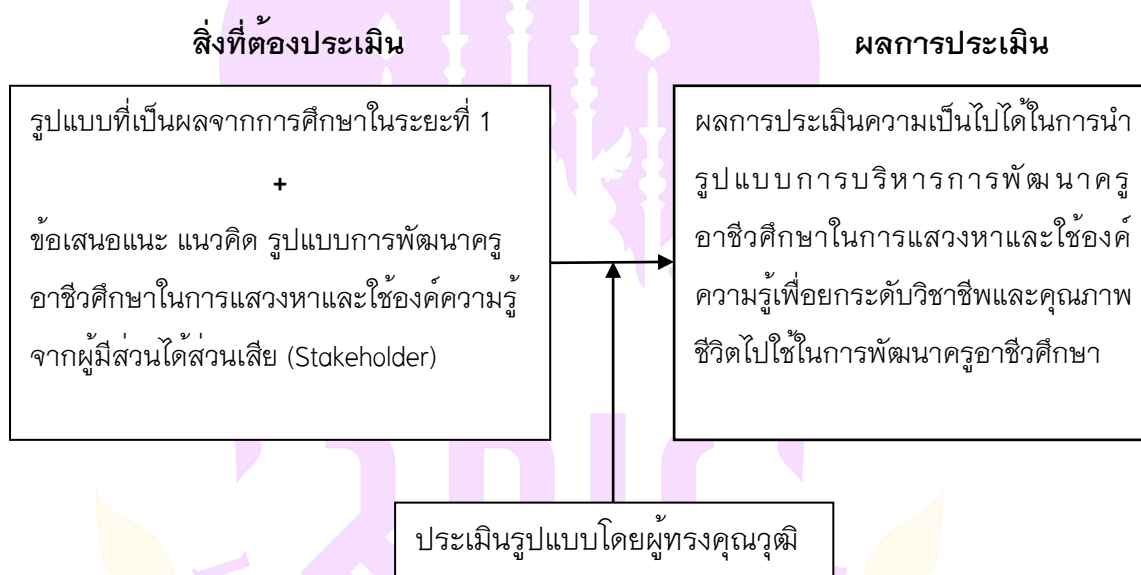 สิ่งที่ต้องประเมิน
รูปแบบที่เป็นผลจากการศึกษาในระยะที่ 1
+
ข้อเสนอแนะ แนวคิด รูปแบบการพัฒนาครู
อาชีวศึกษาในการแสวงหาและใช้องค์ความรู้
จากผู้มีส่วนได้ส่วนเสีย (Stakeholder)
ผลการประเมิน
ผลการประเมินความเป็นไปได้ในการนำ
รูปแบบการบริหารการพัฒนาครู
อาชีวศึกษาในการแสวงหาและใช้องค์
ความรู้เพื่อยกระดับวิชาชีพและคุณภาพ
ชีวิตไปใช้ในการพัฒนาครูอาชีวศึกษา
ประเมินรูปแบบโดยผู้ทรงคุณวุฒิ